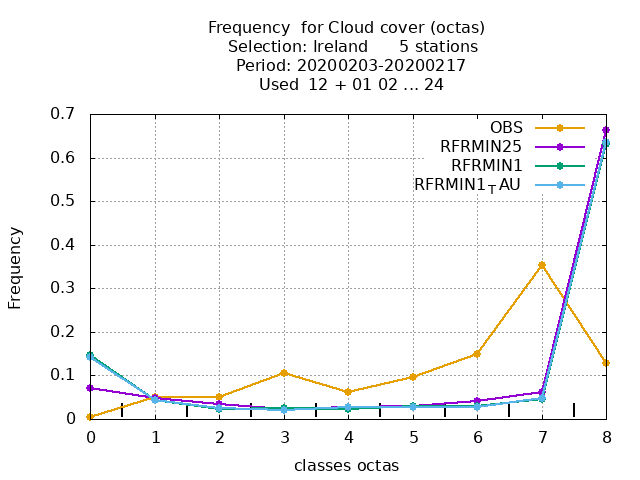 Frequency  for Cloud cover (octas)
Selection: Ireland      5 stations
Period: 20200203-20200217
Used  12 + 01 02 ... 24
OBS
RFRMIN25
RFRMIN1
RFRMIN1TAU
0.7
0.6
0.5
0.4
0.3
0.2
0.1
0
Frequency
0 1 2 3 4 5 6 7 8
classes octas